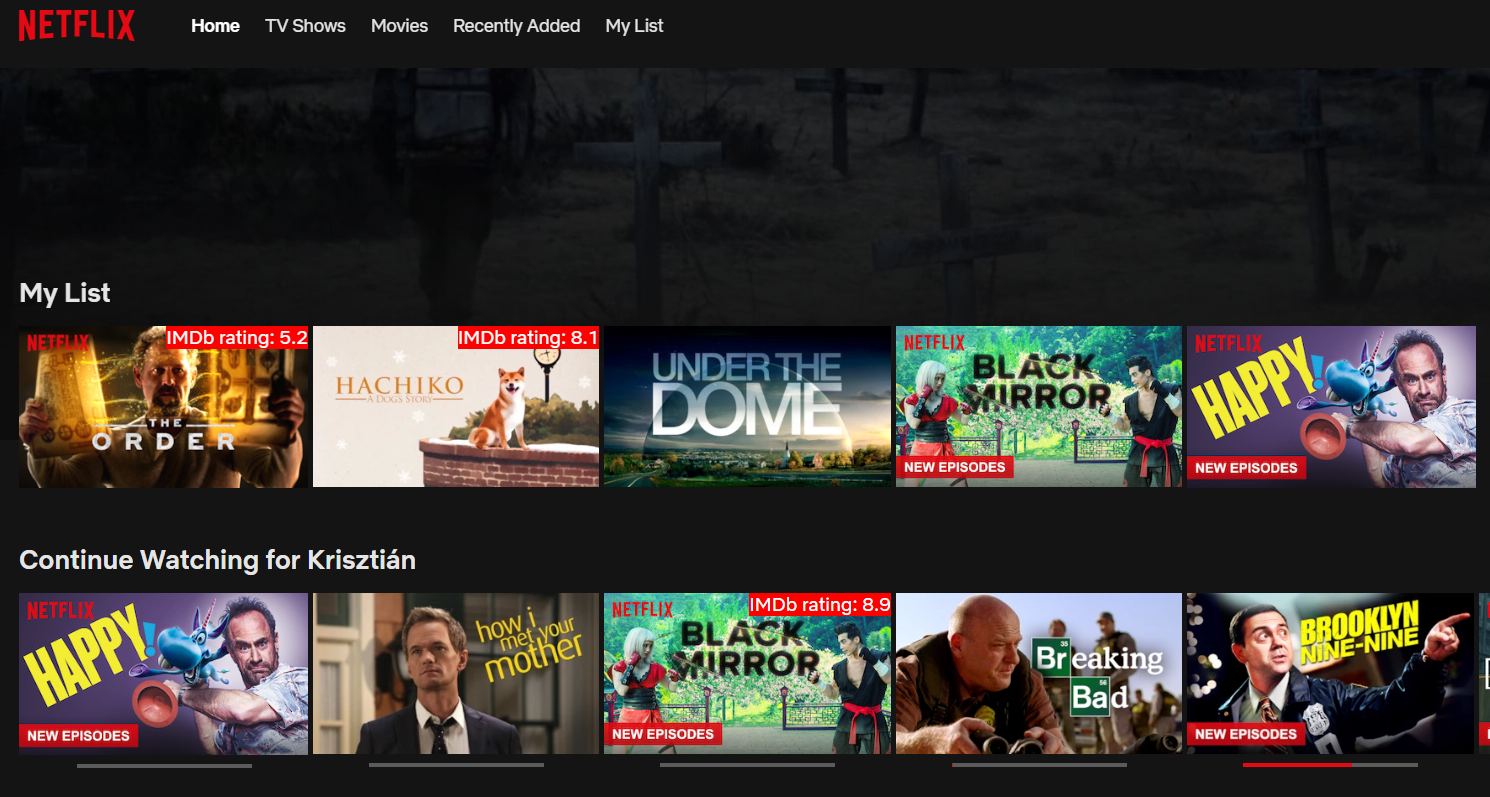 NETFLIX
Home
TV Shows
Movies
Recently Added
My List
My List
NETFLIX
IMDb rating: 5.2
THE
ORDER
IMDb rating: 8.1
HACHIKO
A DOG'S STORY
UNDER THE
DOME
NETFLIX
BLACK
MIRROR
NEW EPISODES
NETFLIX
HAPPY!
NEW EPISODES
Continue Watching for Krisztián
NETFLIX
HAPPY!
NEW EPISODES
how i
met your
mother
NETFLIX
IMDb rating: 8.9
BLACK
MIRROR
NEW EPISODES
35
Breaking
56
Bad
BROOKLYN
NINE-NINE
NEW EPISODES